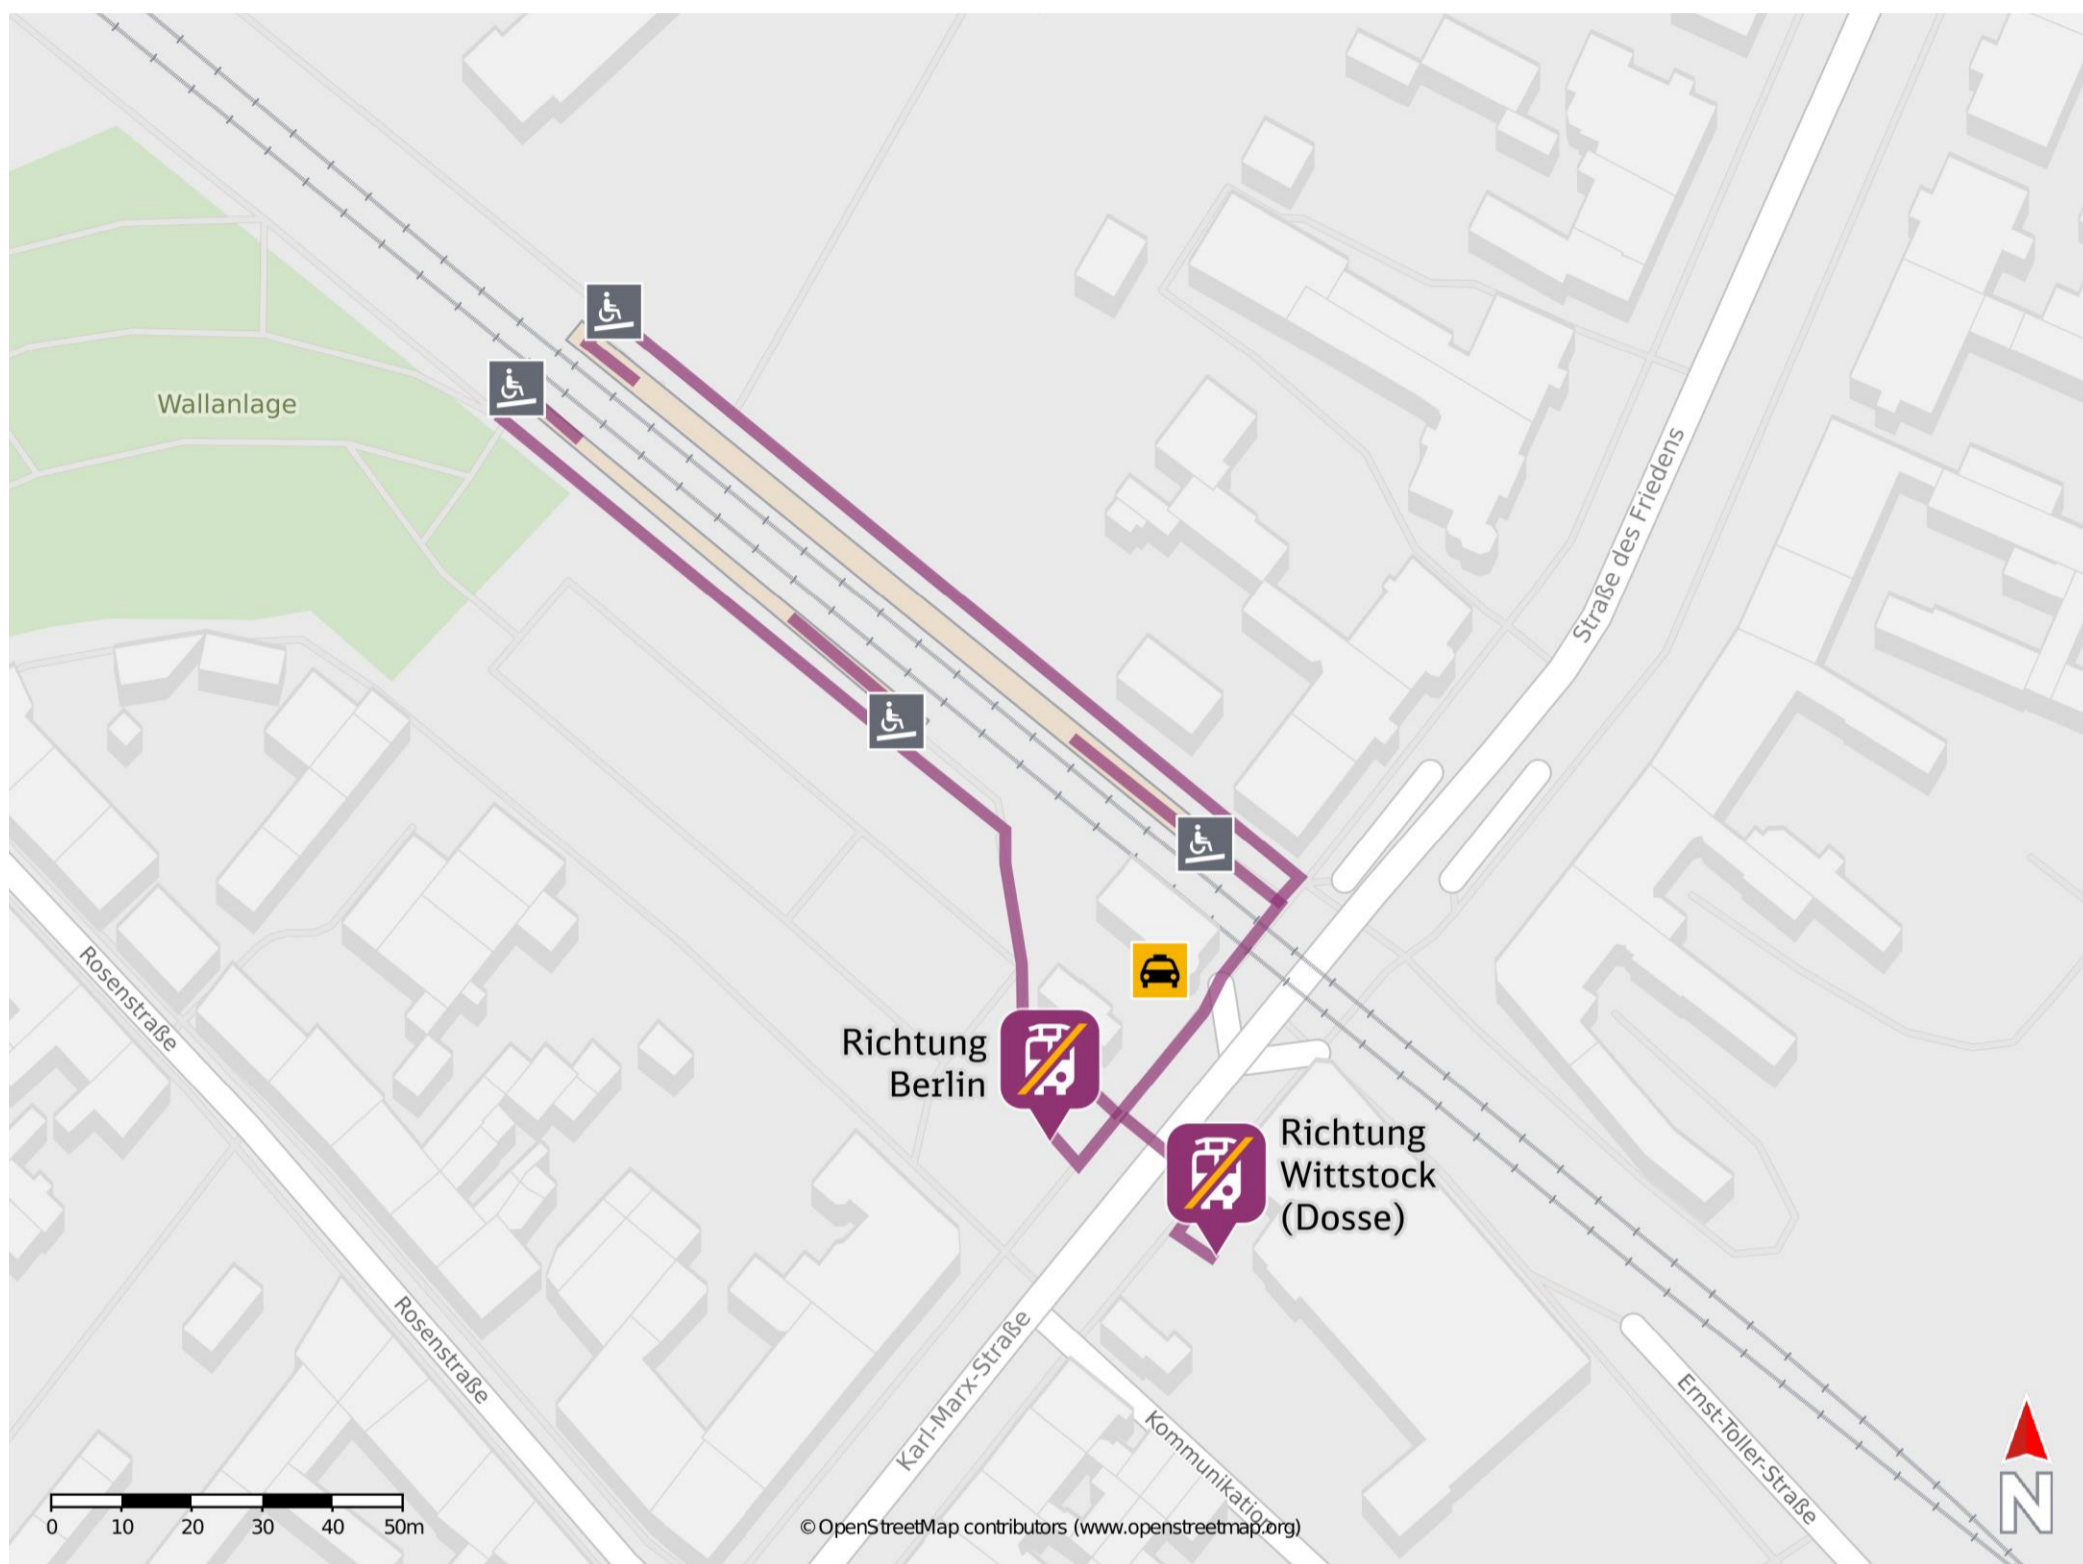 Wallanlage
Straße des Friedens
Rosenstraße
Richtung
Berlin
Richtung
Wittstock
(Dosse)
Rosenstraße
Karl-Marx-Straße
Kommunikation
Ernst-Toller-Straße
0 10 20 30 40 50m
© OpenStreetMap contributors (www.openstreetmap.org)
N